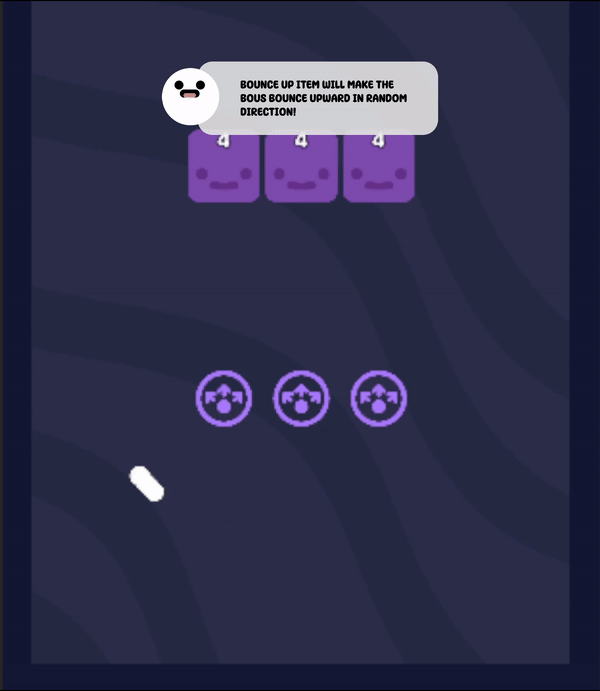 BOUNCE UP ITEM WILL MAKE THE
BOUS BOUNCE UPWARD IN RANDOM
DIRECTION!
4 4 4